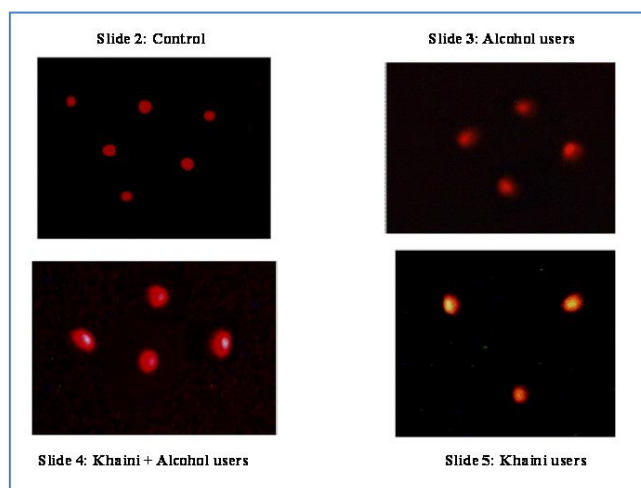 Slide 2: Control
Slide 3: Alcohol users
Slide 4: Khaini + Alcohol users
Slide 5: Khaini users